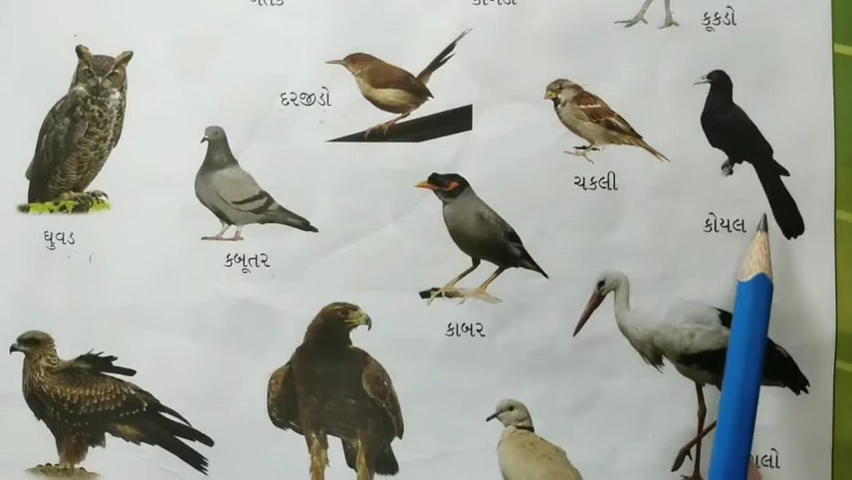 કૂકડો
દરજીડો
ચકલી
કોયલ
ઘુવડ
કબૂતર
કાબર